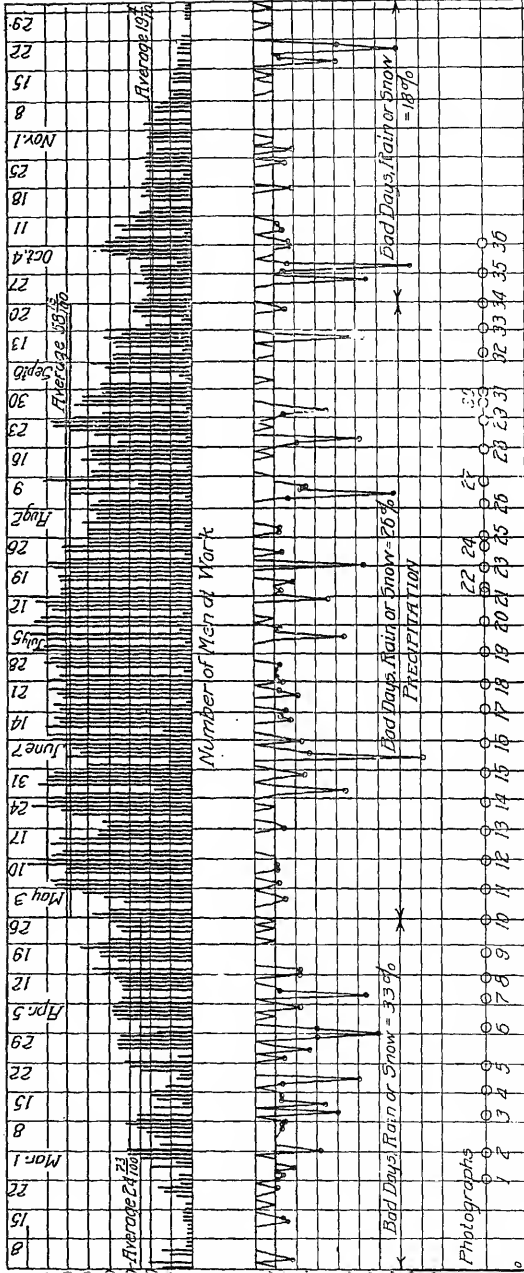 8 15 22 Mar. 1 8 15 22 29 Apr. 5 12 19 26 May 3 10 17 24 31 June 7 14 21 28 July 5 12 19 26 Aug 2 9 16 23 30 Sept 6 13 20 27 Oct. 4 11 18 25 Nov. 1 8 15 22 29
Average 24 23/100
Average 58
Average 19
Number of Men at Work
Bad Days, Rain or Snow = 33%
Bad Days, Rain or Snow = 26%
Bad Days, Rain or Snow
= 18%
PRECIPITATION
Photographs
1 2 3 4 5 6 7 8 9 10 11 12 13 14 15 16 17 18 19 20 21 22 23 24 25 26 27 28 29 31 32 33 34 35 36